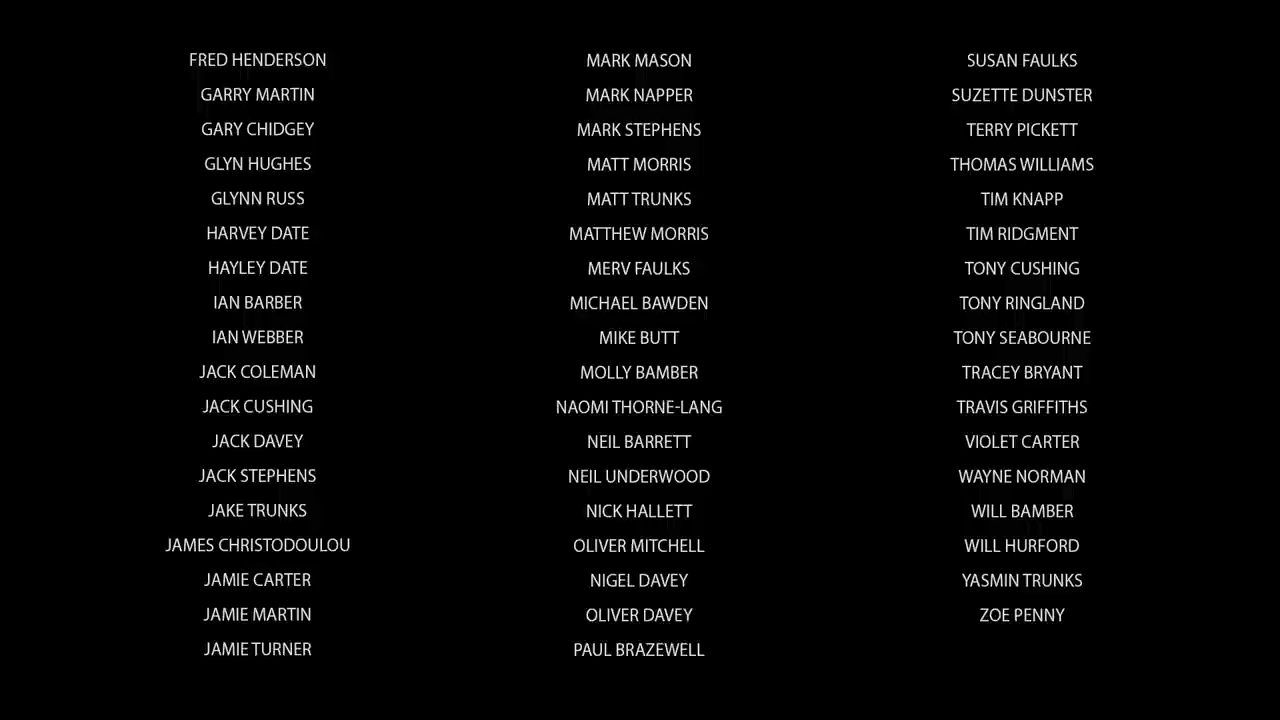 FRED HENDERSON
GARRY MARTIN
GARY CHIDGEY
GLYN HUGHES
GLYNN RUSS
HARVEY DATE
HAYLEY DATE
IAN BARBER
IAN WEBBER
JACK COLEMAN
JACK CUSHING
JACK DAVEY
JACK STEPHENS
JAKE TRUNKS
JAMES CHRISTODOULOU
JAMIE CARTER
JAMIE MARTIN
JAMIE TURNER
MARK MASON
MARK NAPPER
MARK STEPHENS
MATT MORRIS
MATT TRUNKS
MATTHEW MORRIS
MERV FAULKS
MICHAEL BAWDEN
MIKE BUTT
MOLLY BAMBER
NAOMI THORNE-LANG
NEIL BARRETT
NEIL UNDERWOOD
NICK HALLETT
OLIVER MITCHELL
NIGEL DAVEY
OLIVER DAVEY
PAUL BRAZEWELL
SUSAN FAULKS
SUZETTE DUNSTER
TERRY PICKETT
THOMAS WILLIAMS
TIM KNAPP
TIM RIDGMENT
TONY CUSHING
TONY RINGLAND
TONY SEABOURNE
TRACEY BRYANT
TRAVIS GRIFFITHS
VIOLET CARTER
WAYNE NORMAN
WILL BAMBER
WILL HURFORD
YASMIN TRUNKS
ZOE PENNY